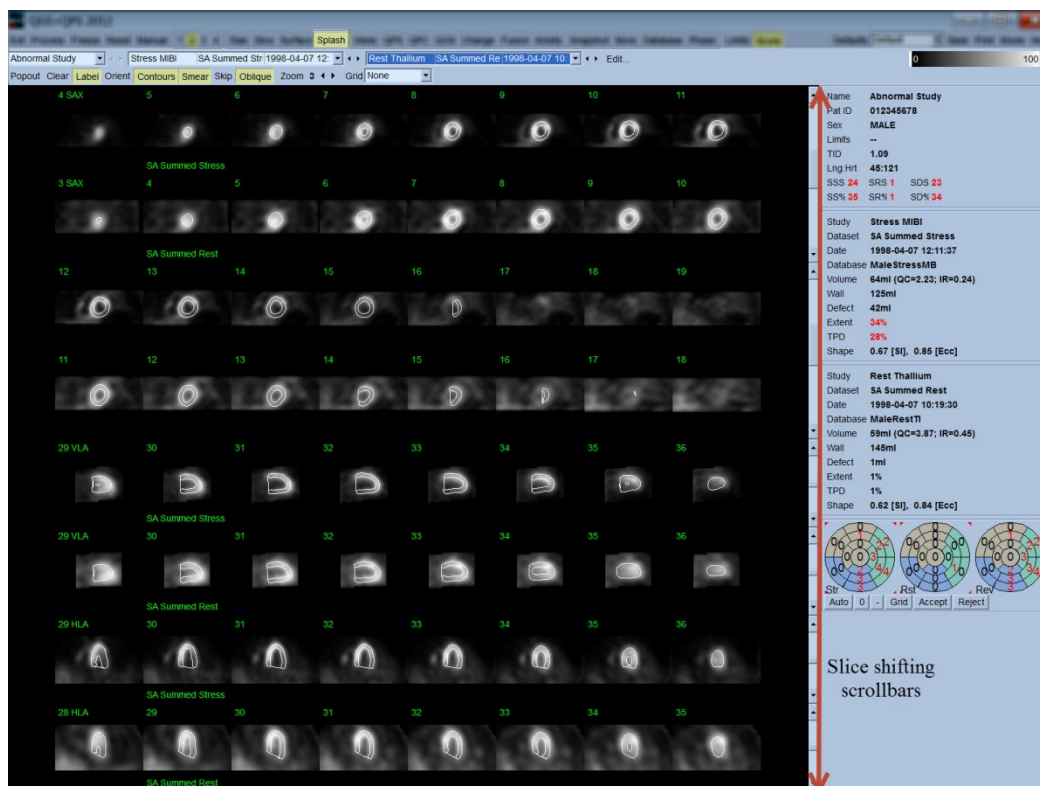 QGS+QPS 2012
Splash
Abnormal Study Stress MIBI SA Summed Str 1998-04-07 12: Rest Thallium SA Summed Re 1998-04-07 10: Edit... 0 100
Popout Clear Label Orient Contours Smear Skip Oblique Zoom 3 Grid None
4 SAX 5 6 7 8 9 10 11
SA Summed Stress
3 SAX 4 5 6 7 8 9 10
SA Summed Rest
12 13 14 15 16 17 18 19
11 12 13 14 15 16 17 18
29 VLA 30 31 32 33 34 35 36
SA Summed Stress
29 VLA 30 31 32 33 34 35 36
SA Summed Rest
29 HLA 30 31 32 33 34 35 36
SA Summed Stress
28 HLA 29 30 31 32 33 34 35
SA Summed Rest
Name Abnormal Study
Pat ID 012345678
Sex MALE
Limits --
TID 1.09
Lng:Hrt 45:121
SSS 24 SRS 1 SDS 23
SS% 35 SR% 1 SD% 34
Study Stress MIBI
Dataset SA Summed Stress
Date 1998-04-07 12:11:37
Database MaleStressMB
Volume 64ml (QC=2.23; IR=0.24)
Wall 125ml
Defect 42ml
Extent 34%
TPD 28%
Shape 0.67 [SI], 0.85 [Ecc]
Study Rest Thallium
Dataset SA Summed Rest
Date 1998-04-07 10:19:30
Database MaleRestTl
Volume 59ml (QC=3.87; IR=0.45)
Wall 145ml
Defect 1ml
Extent 1%
TPD 1%
Shape 0.62 [SI], 0.84 [Ecc]
Str Rst Rev
Auto 0 - Grid Accept Reject
Slice shifting
scrollbars